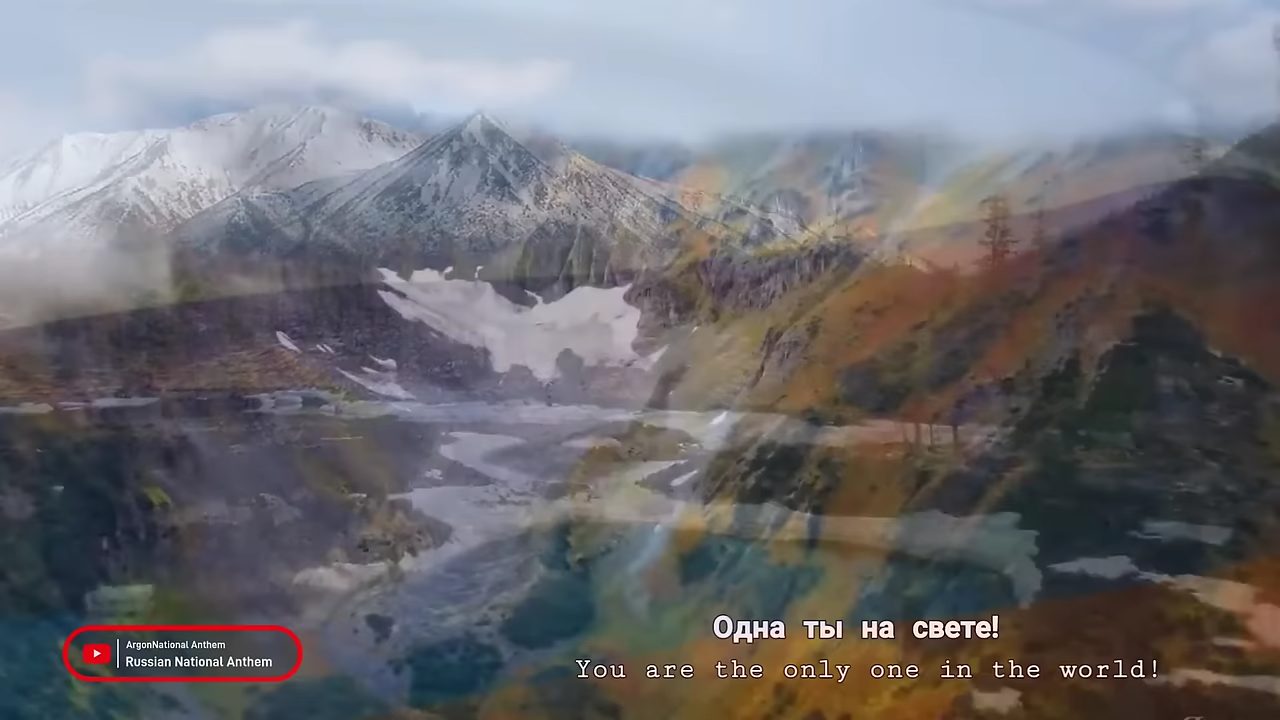 ArgonNational Anthem
Russian National Anthem
Одна ты на свете!
You are the only one in the world!